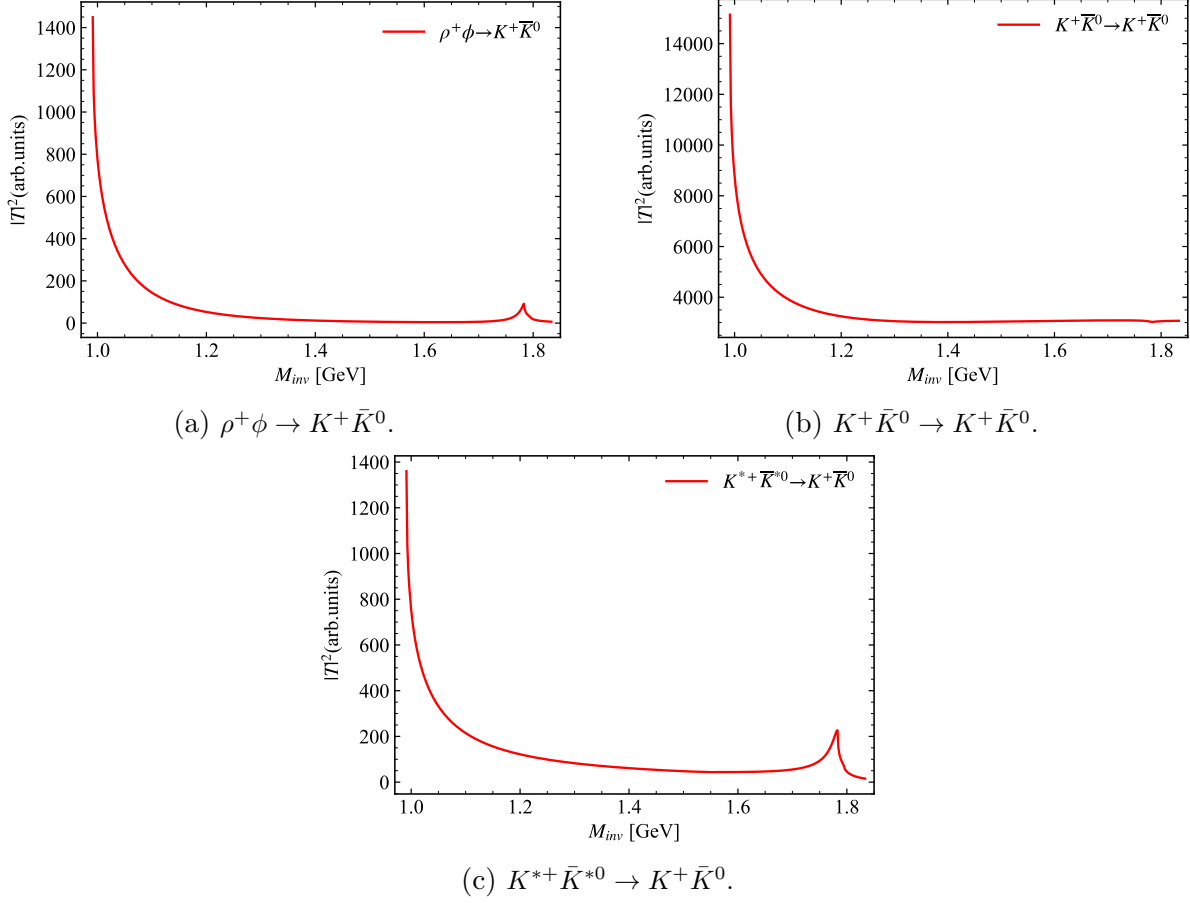 1400
1200
1000
800
600
400
200
0
|T|²(arb.units)
ρ⁺ϕ→K⁺K̅⁰
1.0 1.2 1.4 1.6 1.8
M_inv [GeV]
(a) ρ⁺ϕ → K⁺K̄⁰.
14000
12000
10000
8000
6000
4000
|T|²(arb.units)
K⁺K̅⁰→K⁺K̅⁰
1.0 1.2 1.4 1.6 1.8
M_inv [GeV]
(b) K⁺K̄⁰ → K⁺K̄⁰.
1400
1200
1000
800
600
400
200
0
|T|²(arb.units)
K*⁺K̅*⁰→K⁺K̅⁰
1.0 1.2 1.4 1.6 1.8
M_inv [GeV]
(c) K*⁺K̄*⁰ → K⁺K̄⁰.